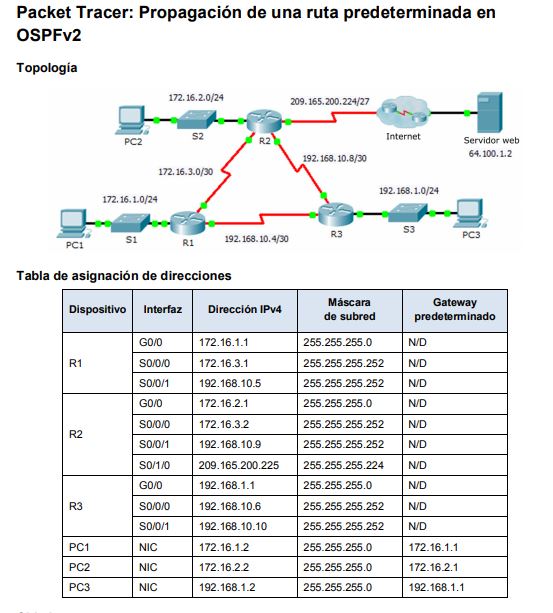 Packet Tracer: Propagación de una ruta predeterminada en
OSPFv2
Topología
172.16.2.0/24
209.165.200.224/27
PC2
S2
R2
Internet
Servidor web
64.100.1.2
172.16.3.0/30
192.168.10.8/30
172.16.1.0/24
192.168.1.0/24
PC1
S1
R1
192.168.10.4/30
R3
S3
PC3
Tabla de asignación de direcciones
Dispositivo Interfaz Dirección IPv4 Máscara de subred Gateway predeterminado
R1 G0/0 172.16.1.1 255.255.255.0 N/D
S0/0/0 172.16.3.1 255.255.255.252 N/D
S0/0/1 192.168.10.5 255.255.255.252 N/D
R2 G0/0 172.16.2.1 255.255.255.0 N/D
S0/0/0 172.16.3.2 255.255.255.252 N/D
S0/0/1 192.168.10.9 255.255.255.252 N/D
S0/1/0 209.165.200.225 255.255.255.224 N/D
R3 G0/0 192.168.1.1 255.255.255.0 N/D
S0/0/0 192.168.10.6 255.255.255.252 N/D
S0/0/1 192.168.10.10 255.255.255.252 N/D
PC1 NIC 172.16.1.2 255.255.255.0 172.16.1.1
PC2 NIC 172.16.2.2 255.255.255.0 172.16.2.1
PC3 NIC 192.168.1.2 255.255.255.0 192.168.1.1